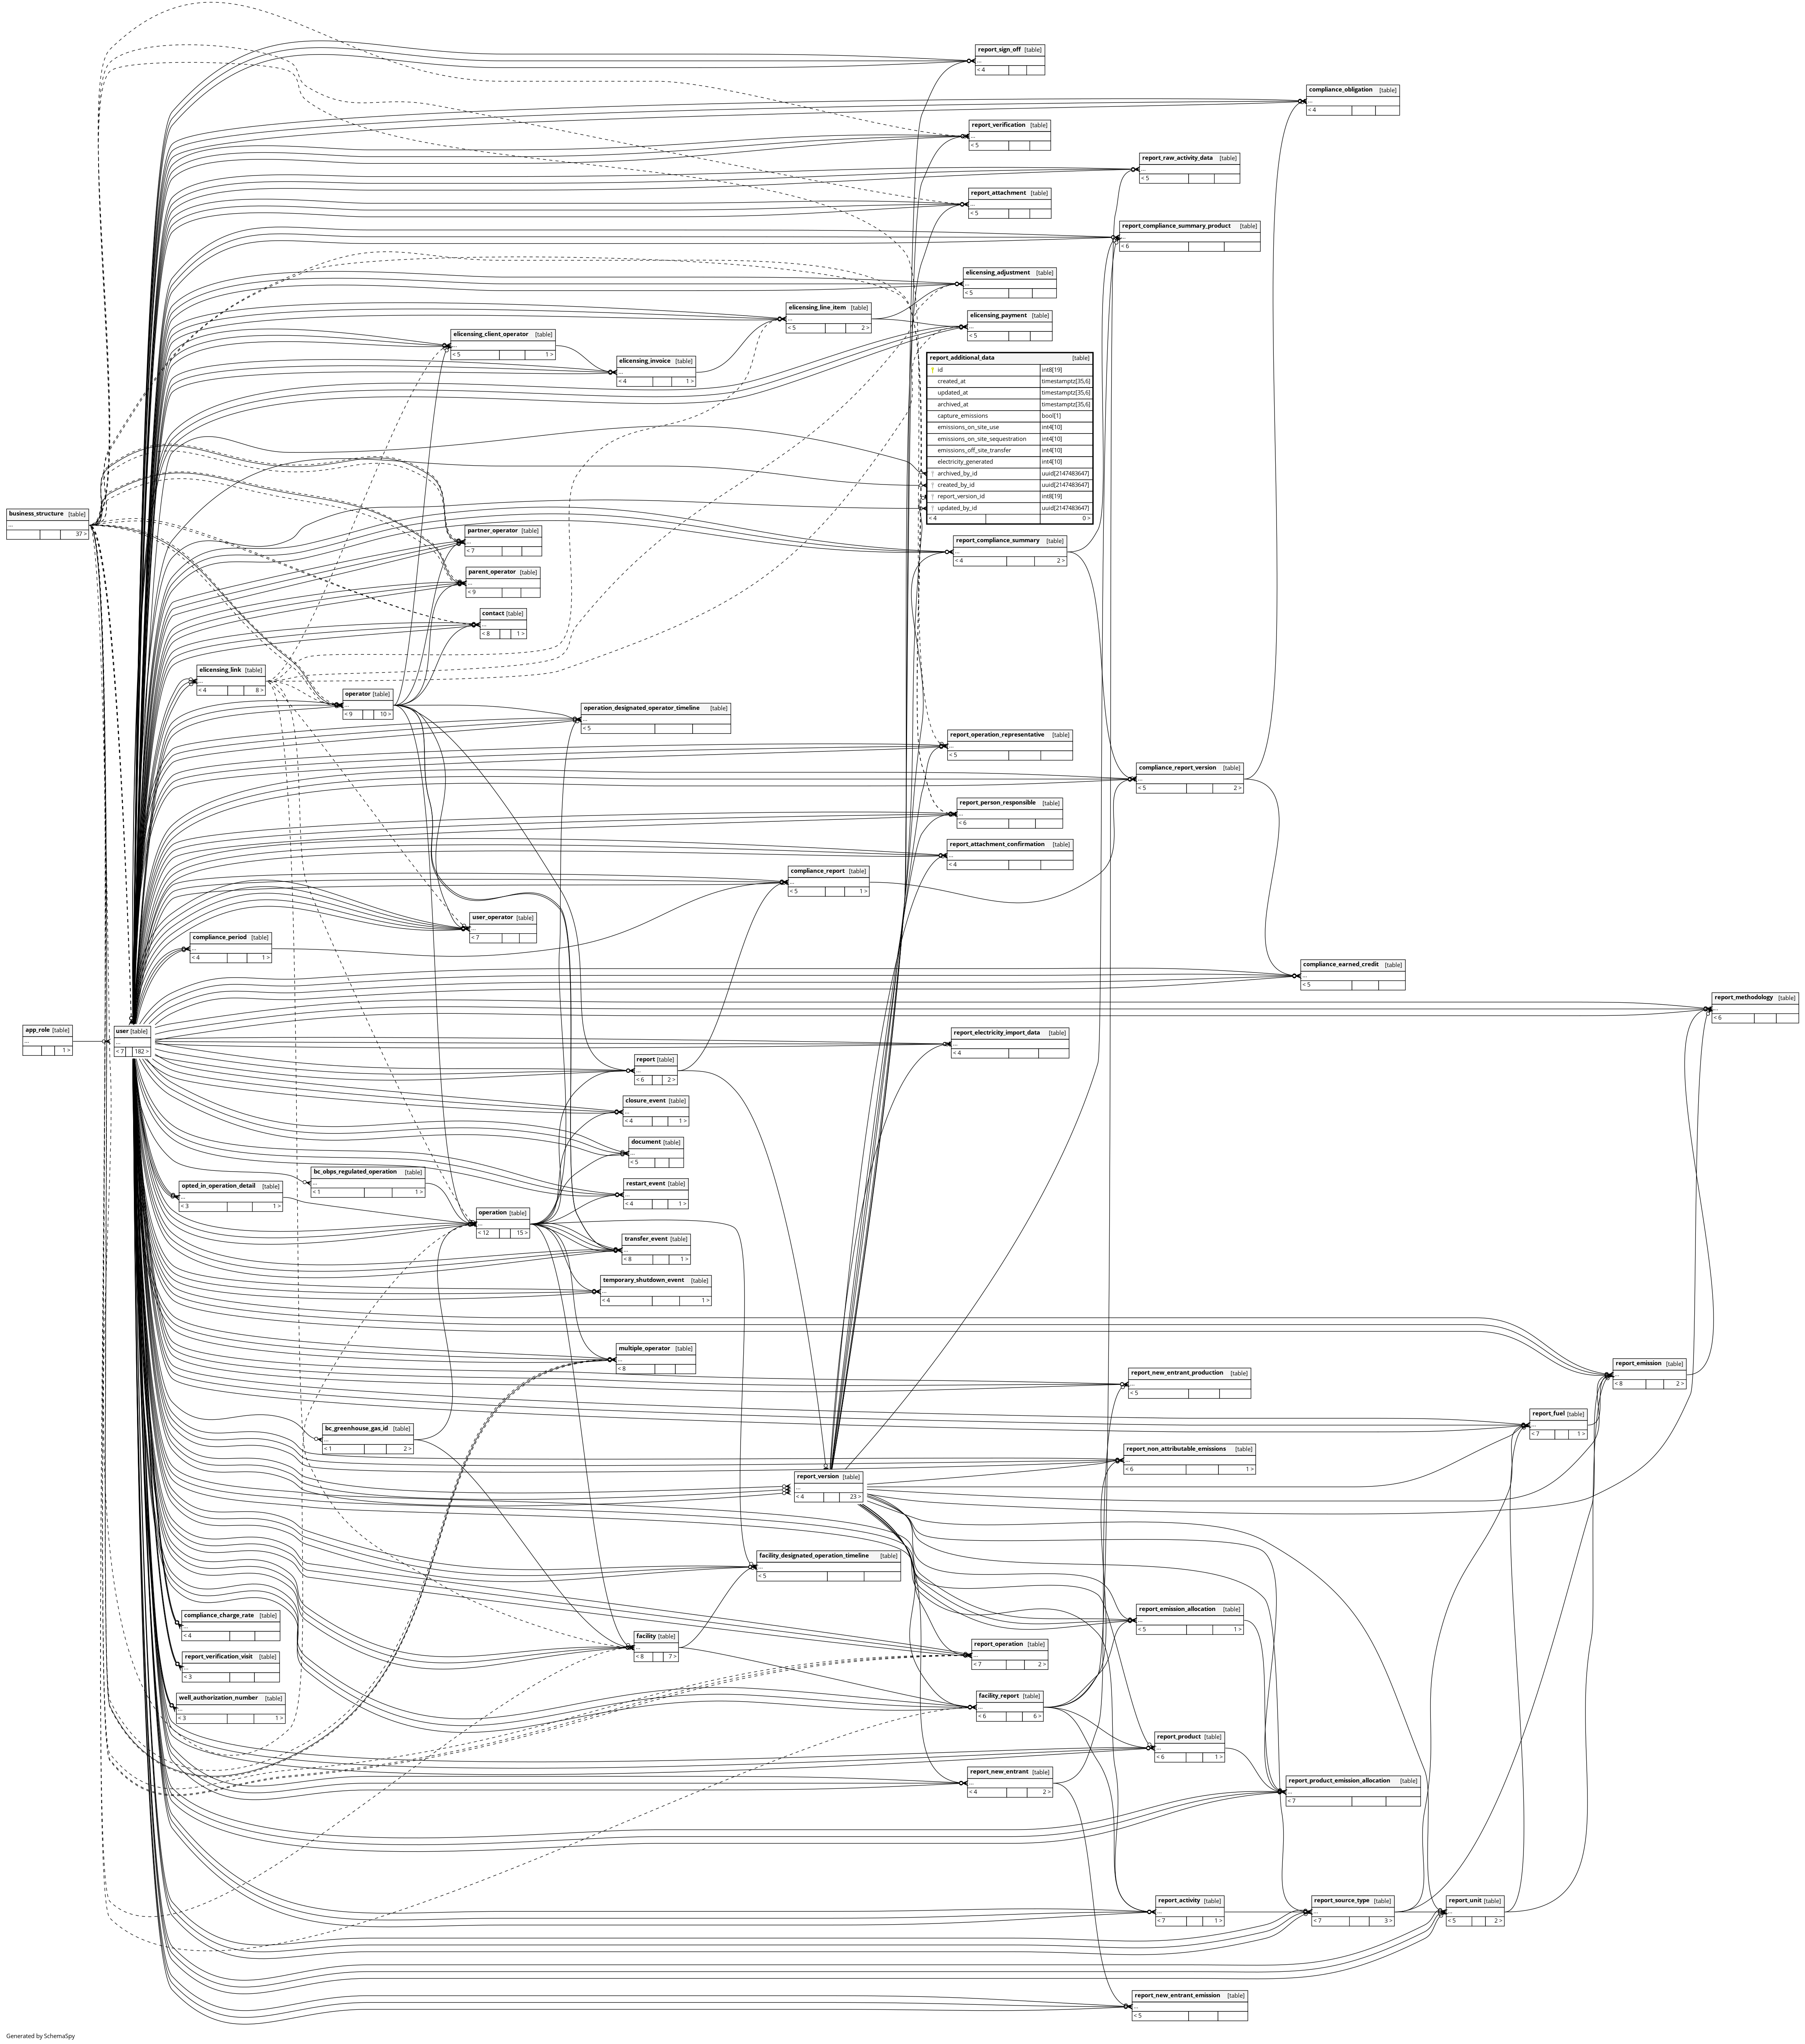 report_sign_off [table]
...
< 4
compliance_obligation [table]
...
< 4
report_verification [table]
...
< 5
report_raw_activity_data [table]
...
< 5
report_attachment [table]
...
< 5
report_compliance_summary_product [table]
...
< 6
elicensing_adjustment [table]
...
< 5
elicensing_line_item [table]
...
< 5 2 >
elicensing_payment [table]
...
< 5
elicensing_client_operator [table]
...
< 5 1 >
elicensing_invoice [table]
...
< 4 1 >
report_additional_data [table]
id int8[19]
created_at timestamptz[35,6]
updated_at timestamptz[35,6]
archived_at timestamptz[35,6]
capture_emissions bool[1]
emissions_on_site_use int4[10]
emissions_on_site_sequestration int4[10]
emissions_off_site_transfer int4[10]
electricity_generated int4[10]
archived_by_id uuid[2147483647]
created_by_id uuid[2147483647]
report_version_id int8[19]
updated_by_id uuid[2147483647]
< 4 0 >
business_structure [table]
...
37 >
partner_operator [table]
...
< 7
report_compliance_summary [table]
...
< 4 2 >
parent_operator [table]
...
< 9
contact [table]
...
< 8 1 >
elicensing_link [table]
...
< 4 8 >
operator [table]
...
< 9 10 >
operation_designated_operator_timeline [table]
...
< 5
report_operation_representative [table]
...
< 5
compliance_report_version [table]
...
< 5 2 >
report_person_responsible [table]
...
< 6
report_attachment_confirmation [table]
...
< 4
compliance_report [table]
...
< 5 1 >
user_operator [table]
...
< 7
compliance_period [table]
...
< 4 1 >
compliance_earned_credit [table]
...
< 5
report_methodology [table]
...
< 6
app_role [table]
...
1 >
user [table]
...
< 7 182 >
report_electricity_import_data [table]
...
< 4
report [table]
...
< 6 2 >
closure_event [table]
...
< 4 1 >
document [table]
...
< 5
bc_obps_regulated_operation [table]
...
< 1 1 >
opted_in_operation_detail [table]
...
< 3 1 >
restart_event [table]
...
< 4 1 >
operation [table]
...
< 12 15 >
transfer_event [table]
...
< 8 1 >
temporary_shutdown_event [table]
...
< 4 1 >
multiple_operator [table]
...
< 8
report_emission [table]
...
< 8 2 >
report_new_entrant_production [table]
...
< 5
report_fuel [table]
...
< 7 1 >
bc_greenhouse_gas_id [table]
...
< 1 2 >
report_non_attributable_emissions [table]
...
< 6 1 >
report_version [table]
...
< 4 23 >
facility_designated_operation_timeline [table]
...
< 5
compliance_charge_rate [table]
...
< 4
report_emission_allocation [table]
...
< 5 1 >
facility [table]
...
< 8 7 >
report_operation [table]
...
< 7 2 >
report_verification_visit [table]
...
< 3
well_authorization_number [table]
...
< 3 1 >
facility_report [table]
...
< 6 6 >
report_product [table]
...
< 6 1 >
report_new_entrant [table]
...
< 4 2 >
report_product_emission_allocation [table]
...
< 7
report_activity [table]
...
< 7 1 >
report_source_type [table]
...
< 7 3 >
report_unit [table]
...
< 5 2 >
report_new_entrant_emission [table]
...
< 5
Generated by SchemaSpy